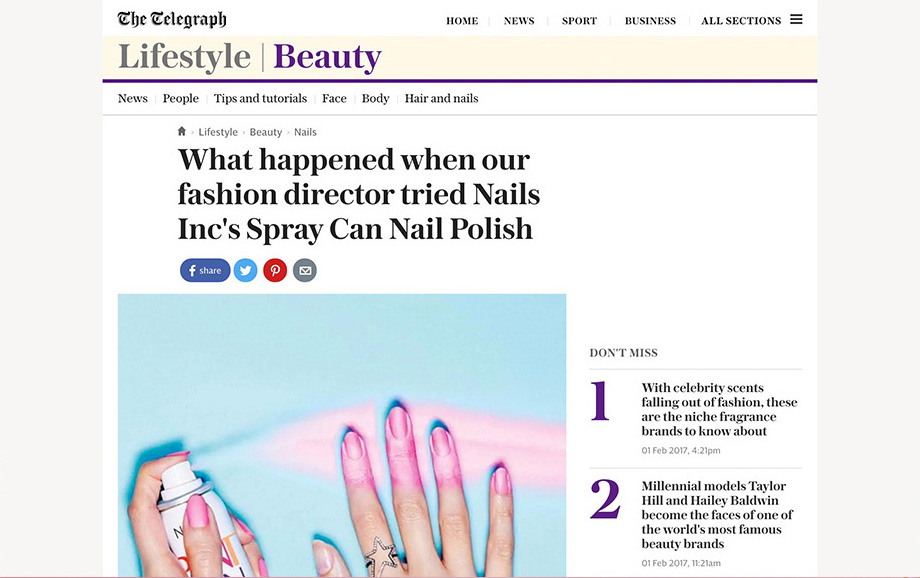 The Telegraph
HOME NEWS SPORT BUSINESS ALL SECTIONS
Lifestyle | Beauty
News People Tips and tutorials Face Body Hair and nails
Lifestyle › Beauty › Nails
What happened when our
fashion director tried Nails
Inc's Spray Can Nail Polish
share
DON'T MISS
1
With celebrity scents
falling out of fashion, these
are the niche fragrance
brands to know about
01 Feb 2017, 4:21pm
2
Millennial models Taylor
Hill and Hailey Baldwin
become the faces of one of
the world's most famous
beauty brands
01 Feb 2017, 11:21am